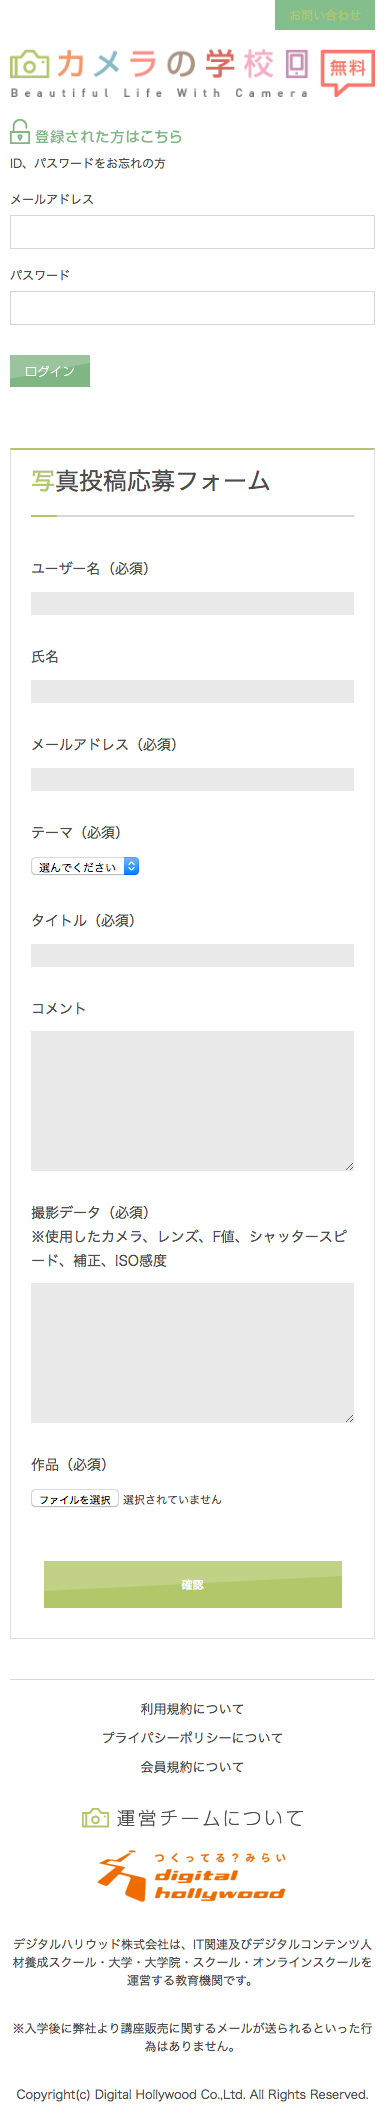 お問い合わせ
カメラの学校
無料
Beautiful Life With Camera
登録された方はこちら
ID、パスワードをお忘れの方
メールアドレス
パスワード
ログイン
写真投稿応募フォーム
ユーザー名（必須）
氏名
メールアドレス（必須）
テーマ（必須）
選んでください
タイトル（必須）
コメント
撮影データ（必須）
※使用したカメラ、レンズ、F値、シャッタースピ
ード、補正、ISO感度
作品（必須）
ファイルを選択 選択されていません
確認
利用規約について
プライバシーポリシーについて
会員規約について
運営チームについて
つくってる？みらい
digital
hollywood
デジタルハリウッド株式会社は、IT関連及びデジタルコンテンツ人
材養成スクール・大学・大学院・スクール・オンラインスクールを
運営する教育機関です。
※入学後に弊社より講座販売に関するメールが送られるといった行
為はありません。
Copyright(c) Digital Hollywood Co.,Ltd. All Rights Reserved.